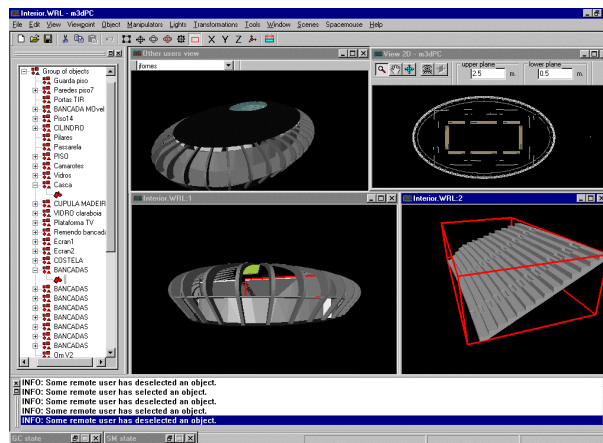 Interior.WRL - m3dPC
File Edit View Viewpoint Object Manipulators Lights Transformations Tools Window Scenes Spacemouse Help
X Y Z
Group of objects
Guarda piso
Paredes piso7
Portas TIR
BANCADA MOvel
Piso14
CILINDRO
Pilares
Passarela
PISO
Camarotes
Vidros
Casca
CUPULA MADEIR
VIDRO claraboia
Plataforma TV
Remendo bancada
Ecran1
Ecran2
COSTELA
BANCADAS
BANCADAS
BANCADAS
BANCADAS
BANCADAS
BANCADAS
BANCADAS
Om V2
Other users view
jfomes
View 2D - m3dPC
upper plane
2.5 m.
lower plane
0.5 m.
Interior.WRL:1
Interior.WRL:2
INFO: Some remote user has deselected an object.
INFO: Some remote user has selected an object.
INFO: Some remote user has deselected an object.
INFO: Some remote user has selected an object.
INFO: Some remote user has deselected an object.
GC state
SM state